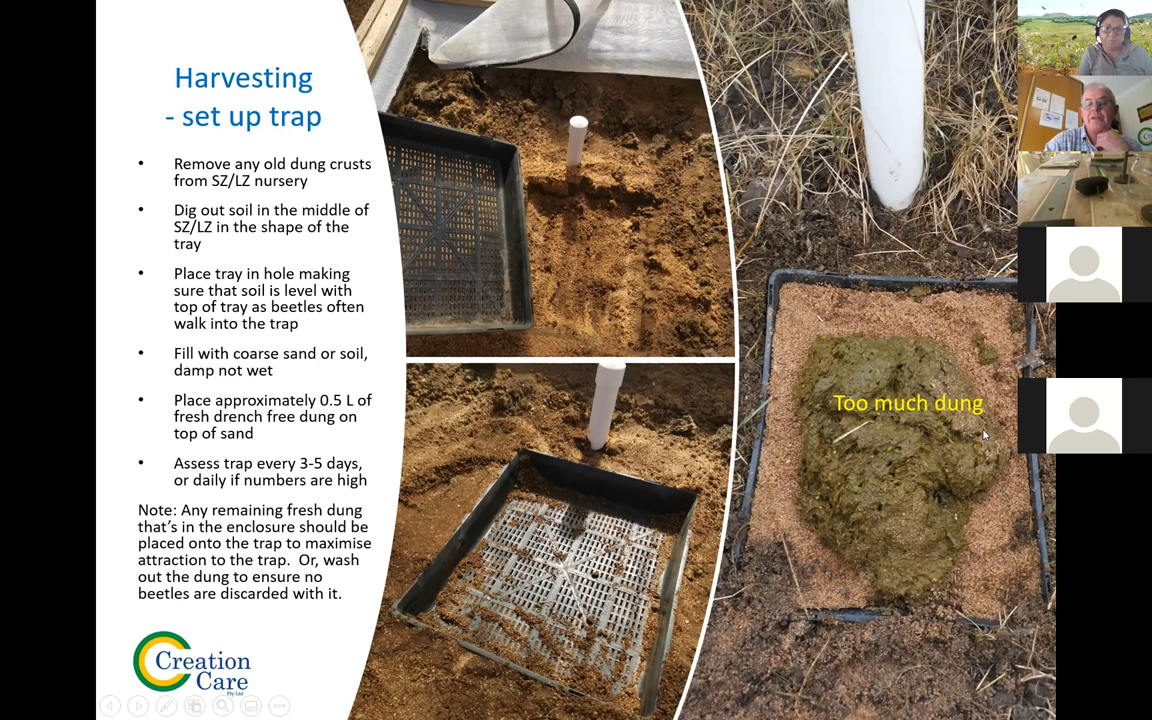 Harvesting
- set up trap
• Remove any old dung crusts
from SZ/LZ nursery
• Dig out soil in the middle of
SZ/LZ in the shape of the
tray
• Place tray in hole making
sure that soil is level with
top of tray as beetles often
walk into the trap
• Fill with coarse sand or soil,
damp not wet
• Place approximately 0.5 L of
fresh drench free dung on
top of sand
• Assess trap every 3-5 days,
or daily if numbers are high
Note: Any remaining fresh dung
that’s in the enclosure should be
placed onto the trap to maximise
attraction to the trap.  Or, wash
out the dung to ensure no
beetles are discarded with it.
Creation
Care
Pty Ltd
Too much dung